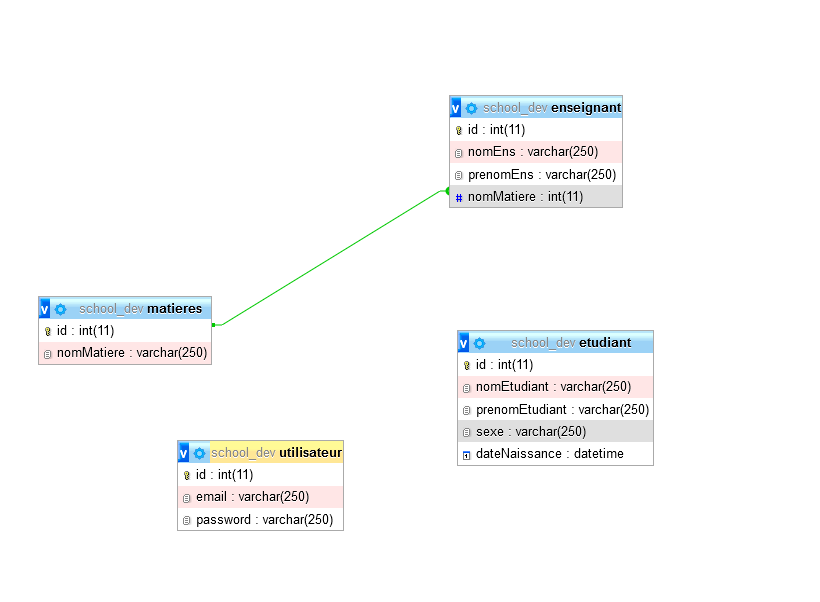 v school_dev enseignant
id : int(11)
nomEns : varchar(250)
prenomEns : varchar(250)
# nomMatiere : int(11)
v school_dev matieres
id : int(11)
nomMatiere : varchar(250)
v school_dev etudiant
id : int(11)
nomEtudiant : varchar(250)
prenomEtudiant : varchar(250)
sexe : varchar(250)
dateNaissance : datetime
v school_dev utilisateur
id : int(11)
email : varchar(250)
password : varchar(250)